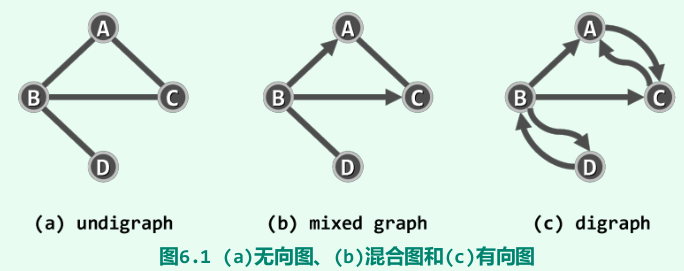 A A A
B C B C B C
D D D
(a) undigraph (b) mixed graph (c) digraph
图6.1 (a)无向图、(b)混合图和(c)有向图